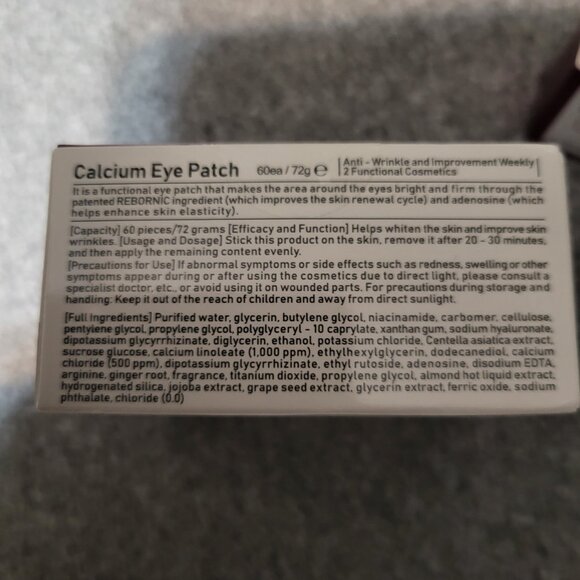 Calcium Eye Patch 60ea / 72g ℮ Anti - Wrinkle and Improvement Weekly
2 Functional Cosmetics
It is a functional eye patch that makes the area around the eyes bright and firm through the
patented REBORNIC ingredient (which improves the skin renewal cycle) and adenosine (which
helps enhance skin elasticity).
[Capacity] 60 pieces/72 grams [Efficacy and Function] Helps whiten the skin and improve skin
wrinkles. [Usage and Dosage] Stick this product on the skin, remove it after 20 - 30 minutes,
and then apply the remaining content evenly.
[Precautions for Use] If abnormal symptoms or side effects such as redness, swelling or other
symptoms appear during or after using the cosmetics due to direct light, please consult a
specialist doctor, etc., or avoid using it on wounded parts. For precautions during storage and
handling: Keep it out of the reach of children and away from direct sunlight.
[Full Ingredients] Purified water, glycerin, butylene glycol, niacinamide, carbomer, cellulose,
pentylene glycol, propylene glycol, polyglyceryl - 10 caprylate, xanthan gum, sodium hyaluronate,
dipotassium glycyrrhizinate, diglycerin, ethanol, potassium chloride, Centella asiatica extract,
sucrose glucose, calcium linoleate (1,000 ppm), ethylhexylglycerin, dodecanediol, calcium
chloride (500 ppm), dipotassium glycyrrhizinate, ethyl rutoside, adenosine, disodium EDTA,
arginine, ginger root, fragrance, titanium dioxide, propylene glycol, almond hot liquid extract,
hydrogenated silica, jojoba extract, grape seed extract, glycerin extract, ferric oxide, sodium
phthalate, chloride (0.0)